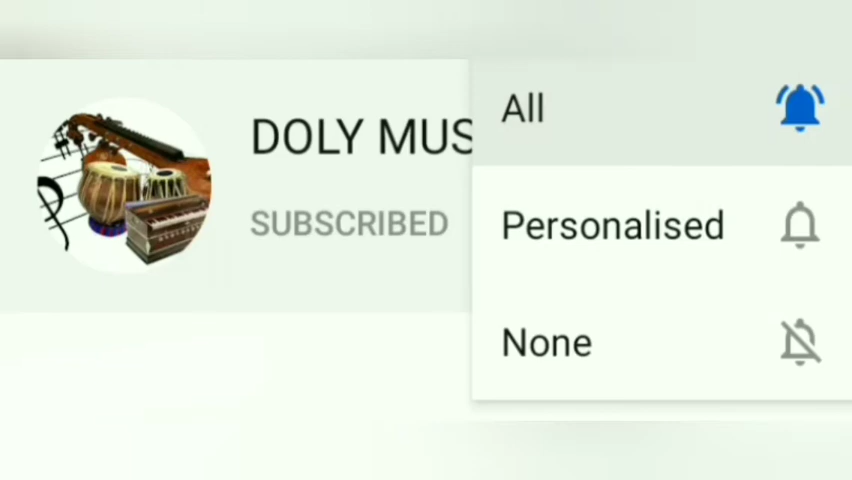 DOLY MUS
SUBSCRIBED
All
Personalised
None